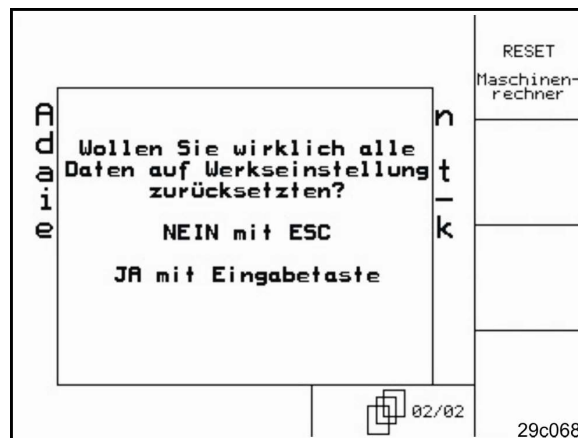 RESET
Maschinen-
rechner
A
d
a
i
e
n
t
-
k
Wollen Sie wirklich alle
Daten auf Werkseinstellung
zurücksetzten?
NEIN mit ESC
JA mit Eingabetaste
02/02
29c068